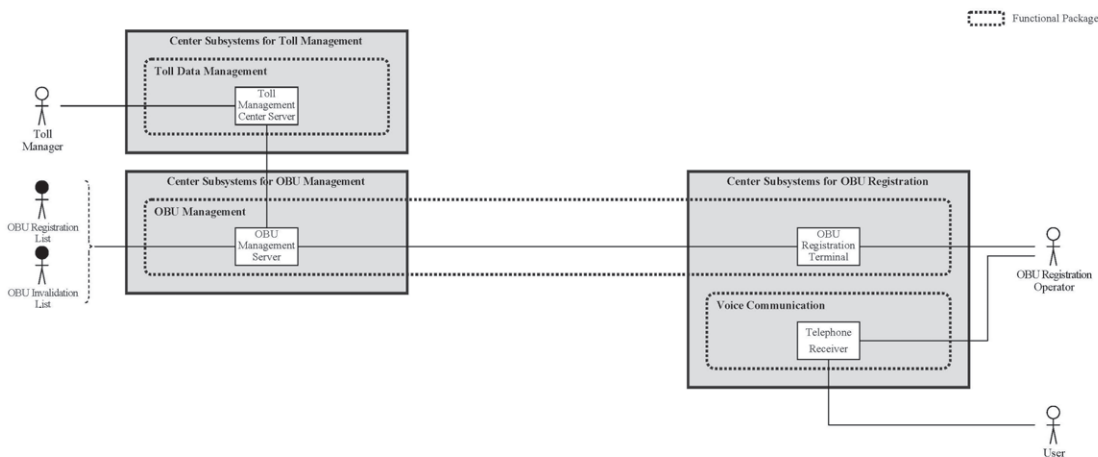 Functional Package
Center Subsystems for Toll Management
Toll Data Management
Toll
Management
Center Server
Toll
Manager
Center Subsystems for OBU Management
OBU Management
OBU
Management
Server
OBU Registration
List
OBU Invalidation
List
Center Subsystems for OBU Registration
OBU
Registration
Terminal
OBU Registration
Operator
Voice Communication
Telephone
Receiver
User